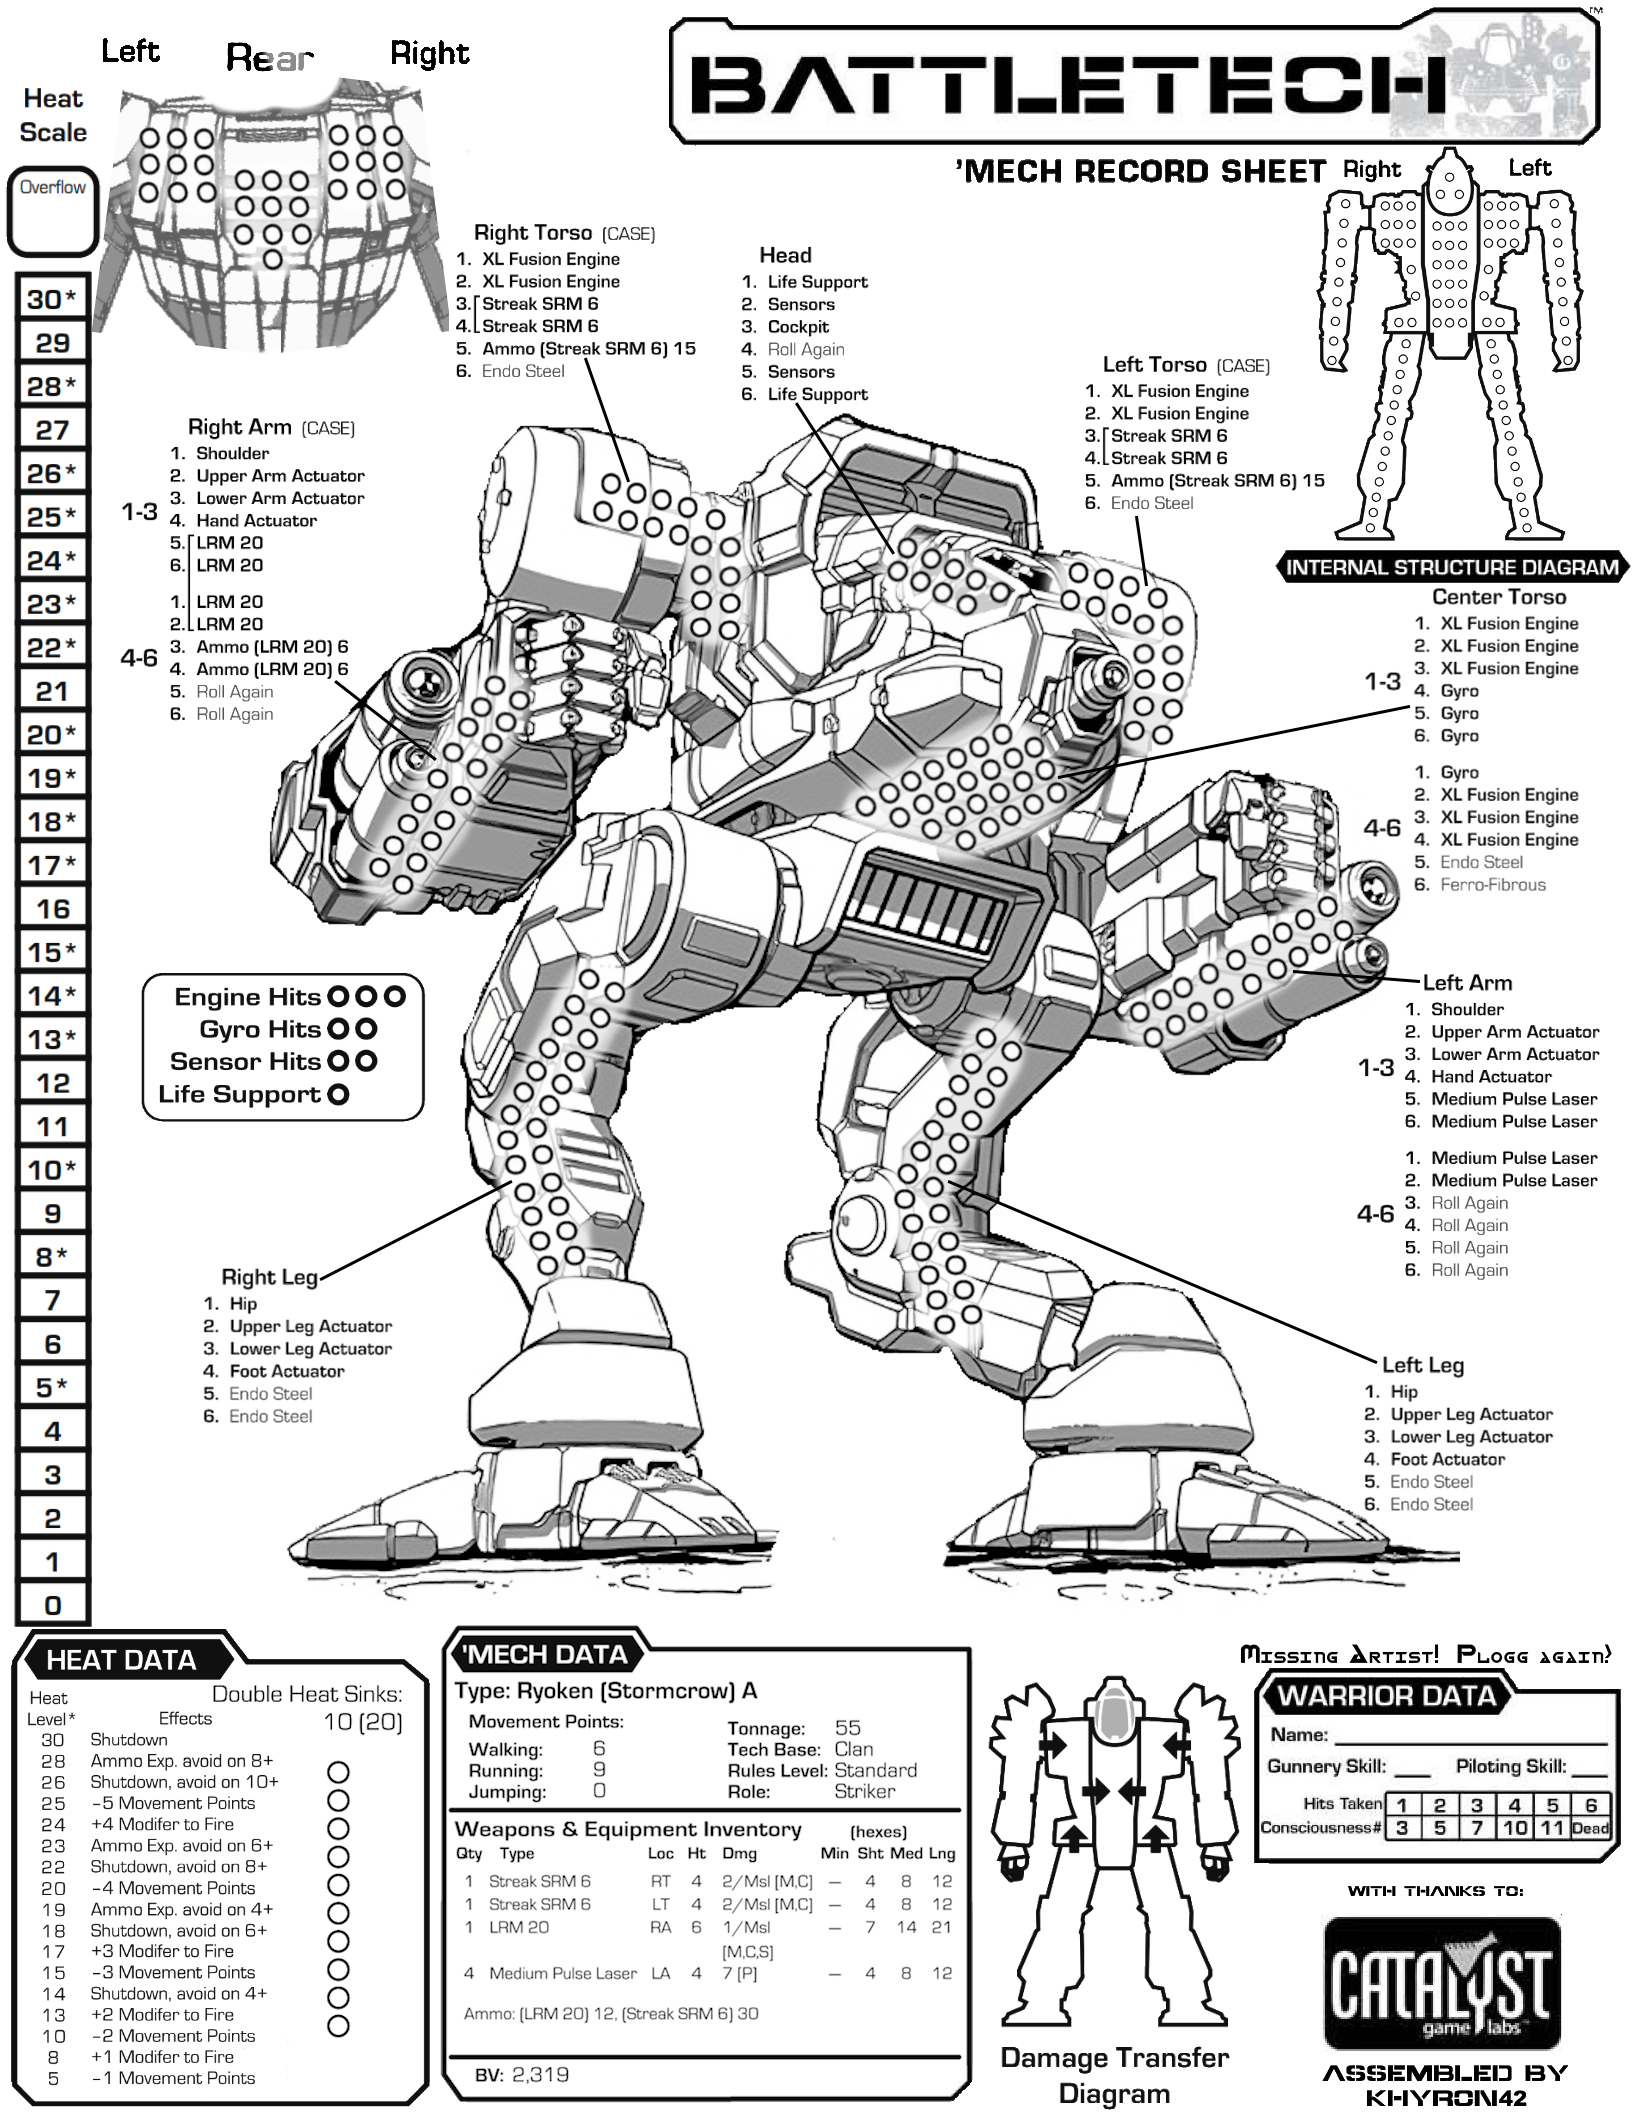 Left Rear Right
BATTLETECH™
'MECH RECORD SHEET
Right Left
INTERNAL STRUCTURE DIAGRAM
Heat
Scale
Overflow
30*
29
28*
27
26*
25*
24*
23*
22*
21
20*
19*
18*
17*
16
15*
14*
13*
12
11
10*
9
8*
7
6
5*
4
3
2
1
0
Right Torso (CASE)
1. XL Fusion Engine
2. XL Fusion Engine
3. Streak SRM 6
4. Streak SRM 6
5. Ammo (Streak SRM 6) 15
6. Endo Steel
Head
1. Life Support
2. Sensors
3. Cockpit
4. Roll Again
5. Sensors
6. Life Support
Left Torso (CASE)
1. XL Fusion Engine
2. XL Fusion Engine
3. Streak SRM 6
4. Streak SRM 6
5. Ammo (Streak SRM 6) 15
6. Endo Steel
Right Arm (CASE)
1-3
1. Shoulder
2. Upper Arm Actuator
3. Lower Arm Actuator
4. Hand Actuator
5. LRM 20
6. LRM 20
4-6
1. LRM 20
2. LRM 20
3. Ammo (LRM 20) 6
4. Ammo (LRM 20) 6
5. Roll Again
6. Roll Again
Center Torso
1-3
1. XL Fusion Engine
2. XL Fusion Engine
3. XL Fusion Engine
4. Gyro
5. Gyro
6. Gyro
4-6
1. Gyro
2. XL Fusion Engine
3. XL Fusion Engine
4. XL Fusion Engine
5. Endo Steel
6. Ferro-Fibrous
Engine Hits
Gyro Hits
Sensor Hits
Life Support
Left Arm
1-3
1. Shoulder
2. Upper Arm Actuator
3. Lower Arm Actuator
4. Hand Actuator
5. Medium Pulse Laser
6. Medium Pulse Laser
4-6
1. Medium Pulse Laser
2. Medium Pulse Laser
3. Roll Again
4. Roll Again
5. Roll Again
6. Roll Again
Right Leg
1. Hip
2. Upper Leg Actuator
3. Lower Leg Actuator
4. Foot Actuator
5. Endo Steel
6. Endo Steel
Left Leg
1. Hip
2. Upper Leg Actuator
3. Lower Leg Actuator
4. Foot Actuator
5. Endo Steel
6. Endo Steel
HEAT DATA
Heat
Level* Effects
Double Heat Sinks:
10 (20)
30 Shutdown
28 Ammo Exp. avoid on 8+
26 Shutdown, avoid on 10+
25 -5 Movement Points
24 +4 Modifer to Fire
23 Ammo Exp. avoid on 6+
22 Shutdown, avoid on 8+
20 -4 Movement Points
19 Ammo Exp. avoid on 4+
18 Shutdown, avoid on 6+
17 +3 Modifer to Fire
15 -3 Movement Points
14 Shutdown, avoid on 4+
13 +2 Modifer to Fire
10 -2 Movement Points
8 +1 Modifer to Fire
5 -1 Movement Points
'MECH DATA
Type: Ryoken (Stormcrow) A
Movement Points:
Walking: 6
Running: 9
Jumping: 0
Tonnage: 55
Tech Base: Clan
Rules Level: Standard
Role: Striker
Weapons & Equipment Inventory (hexes)
Qty Type Loc Ht Dmg Min Sht Med Lng
1 Streak SRM 6 RT 4 2/Msl [M,C] — 4 8 12
1 Streak SRM 6 LT 4 2/Msl [M,C] — 4 8 12
1 LRM 20 RA 6 1/Msl — 7 14 21
[M,C,S]
4 Medium Pulse Laser LA 4 7 [P] — 4 8 12
Ammo: (LRM 20) 12, (Streak SRM 6) 30
BV: 2,319
Damage Transfer
Diagram
Missing Artist! Plogg again?
WARRIOR DATA
Name:
Gunnery Skill: Piloting Skill:
Hits Taken 1 2 3 4 5 6
Consciousness# 3 5 7 10 11 Dead
WITH THANKS TO:
CATALYST
game labs™
ASSEMBLED BY
KHYRON42